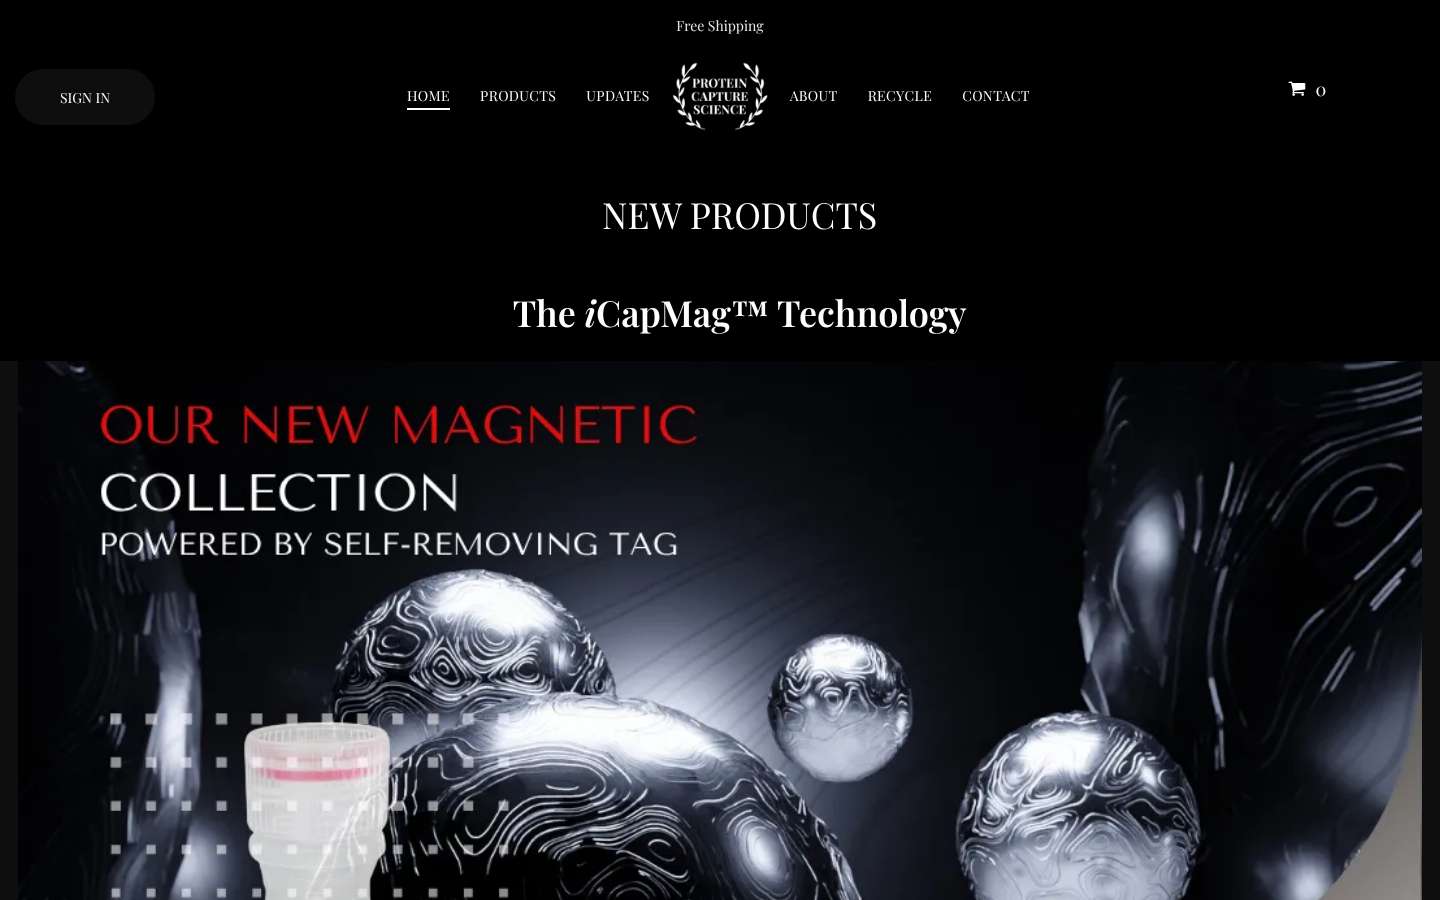 Free Shipping
SIGN IN
HOME
PRODUCTS
UPDATES
PROTEIN
CAPTURE
SCIENCE
ABOUT
RECYCLE
CONTACT
0
NEW PRODUCTS
The iCapMag™ Technology
OUR NEW MAGNETIC
COLLECTION
POWERED BY SELF-REMOVING TAG